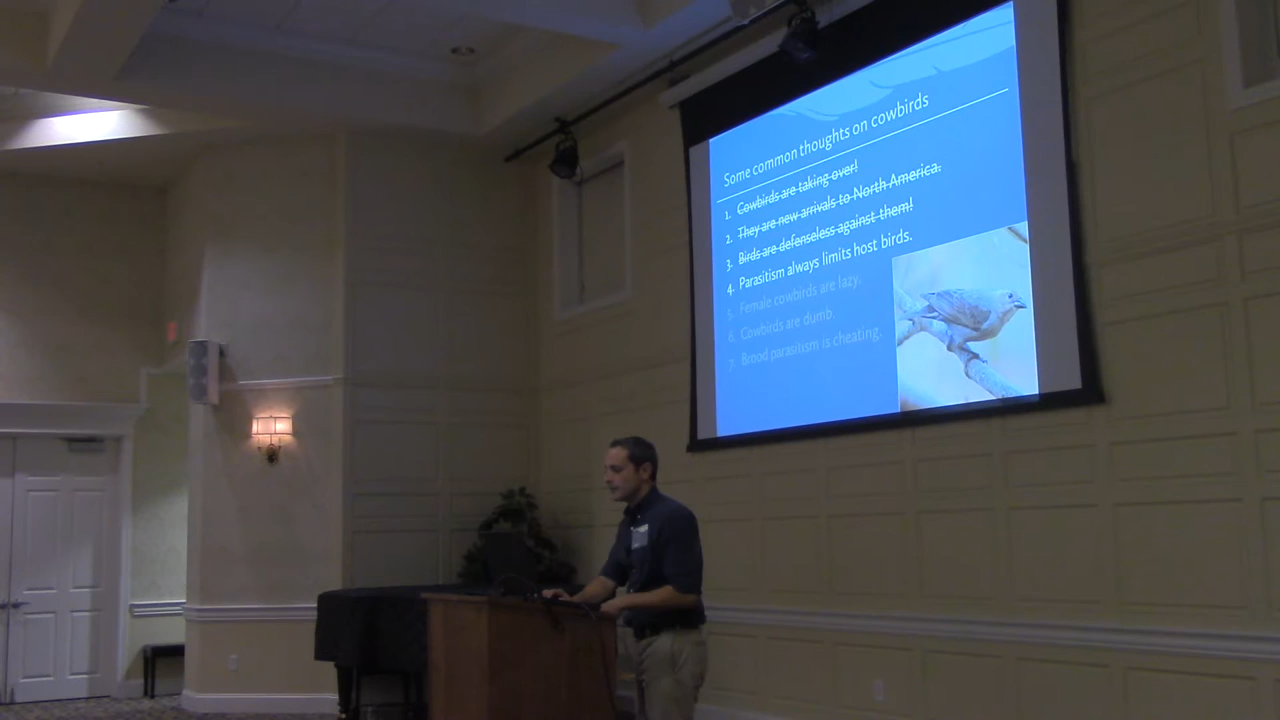 Some common thoughts on cowbirds
1. Cowbirds are taking over!
2. They are new arrivals to North America.
3. Birds are defenseless against them!
4. Parasitism always limits host birds.
5. Female cowbirds are lazy.
6. Cowbirds are dumb.
7. Brood parasitism is cheating.